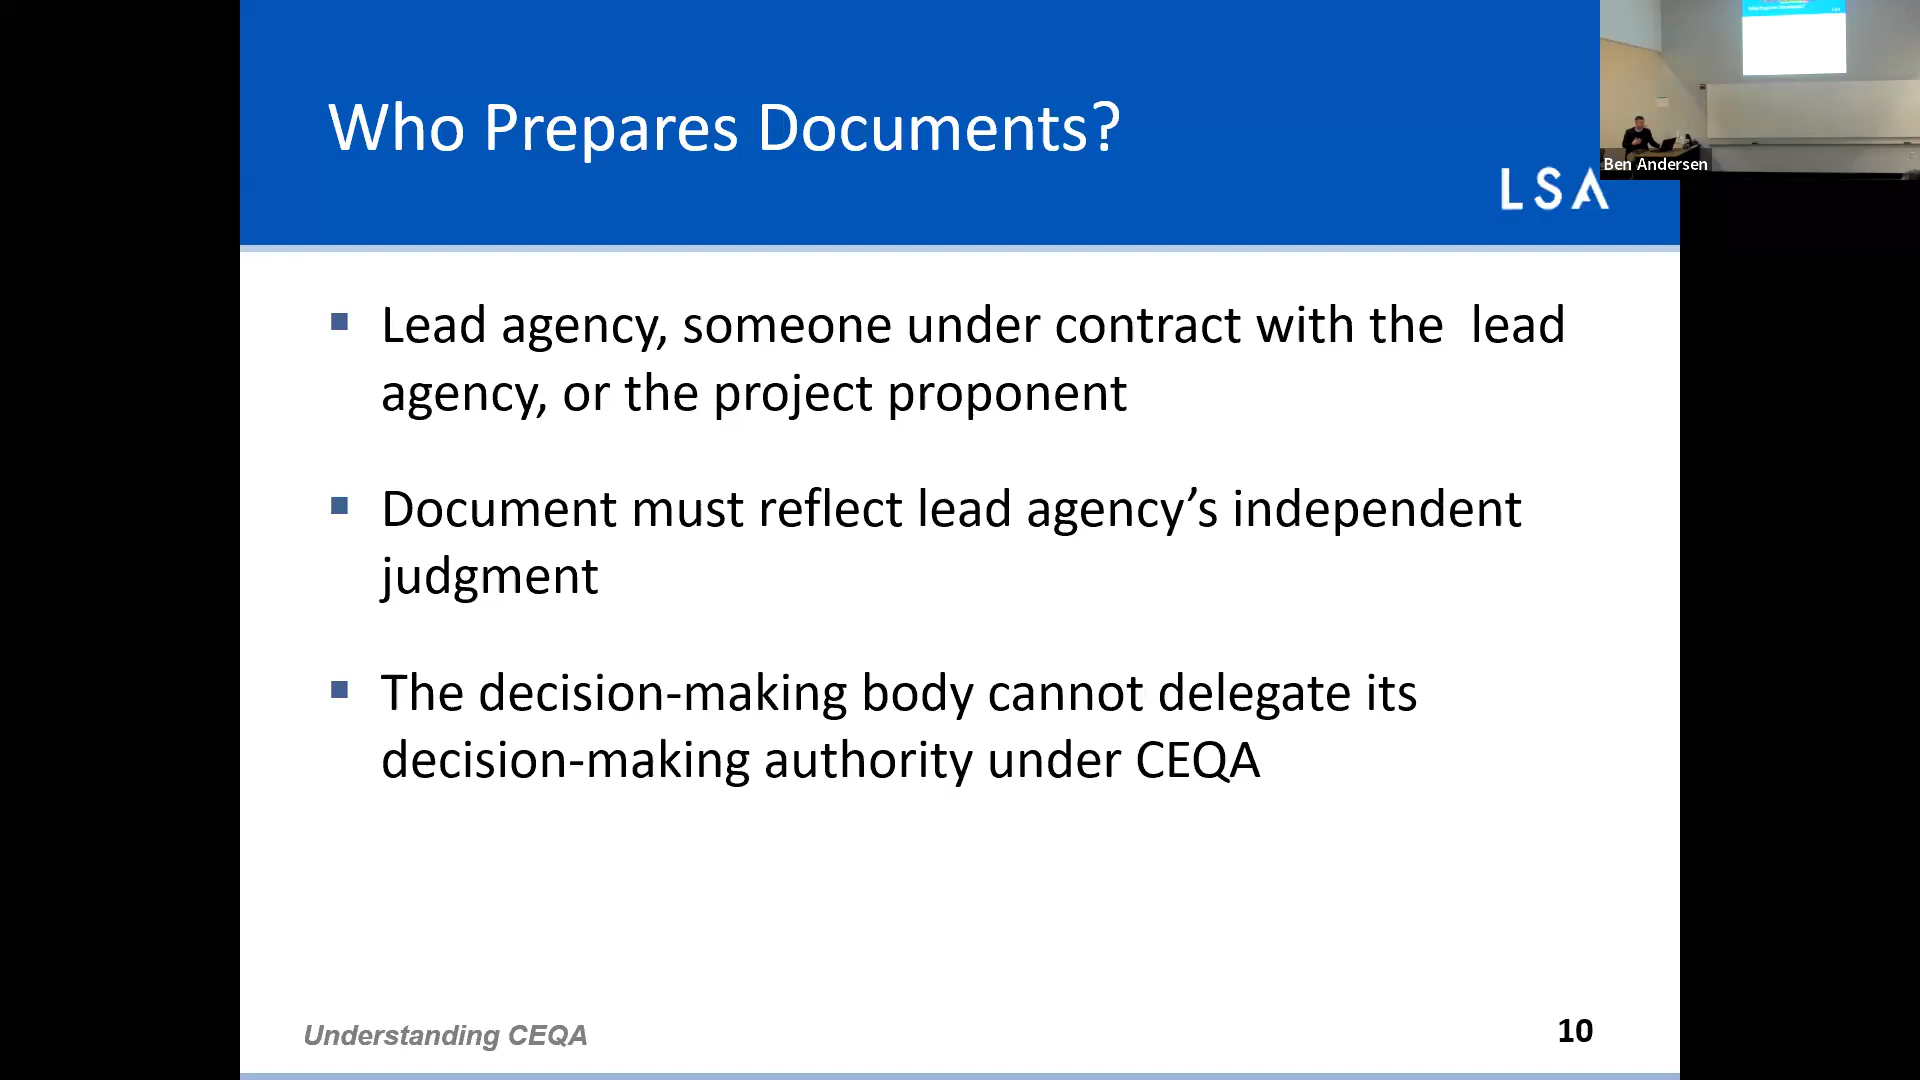 Who Prepares Documents?
LSA
Ben Andersen
Lead agency, someone under contract with the lead
agency, or the project proponent
Document must reflect lead agency’s independent
judgment
The decision-making body cannot delegate its
decision-making authority under CEQA
Understanding CEQA
10